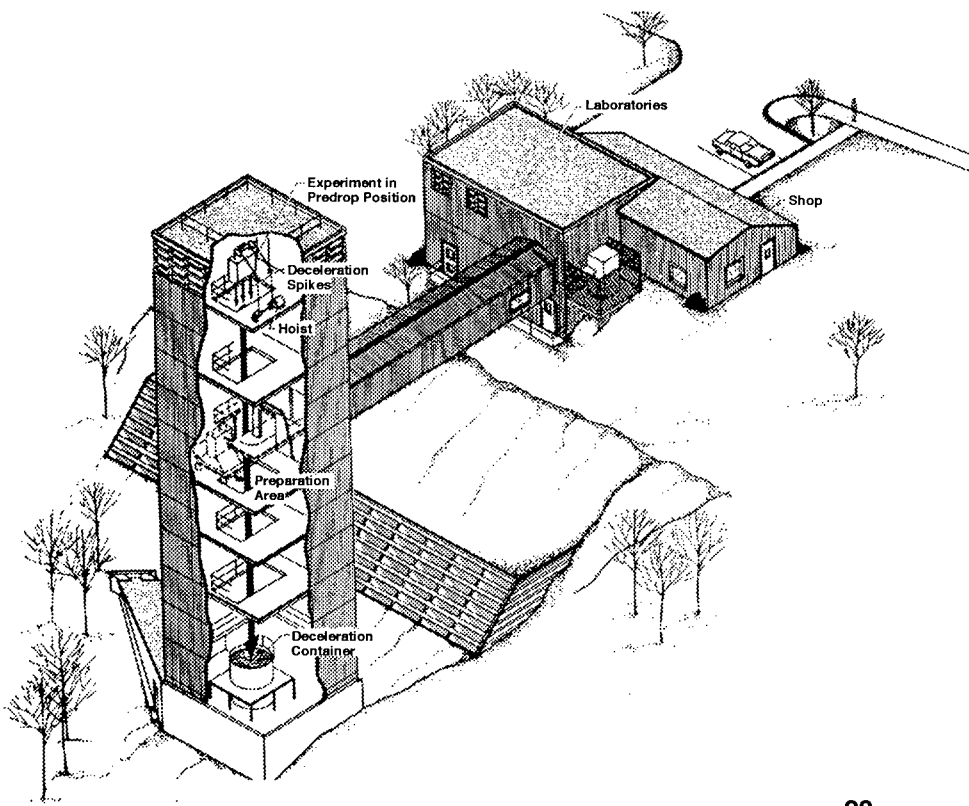 Laboratories
Experiment in
Predrop Position
Shop
Deceleration
Spikes
Hoist
Preparation
Area
Deceleration
Container